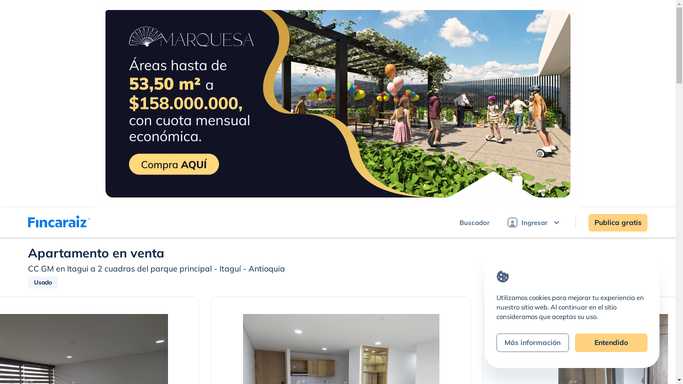 MARQUESA
Áreas hasta de
53,50 m² a
$158.000.000,
con cuota mensual
económica.
Compra AQUÍ
Fincaraiz
Buscador
Ingresar
Publica gratis
Apartamento en venta
CC GM en Itagui a 2 cuadras del parque principal - Itaguí - Antioquia
Usado
Utilizamos cookies para mejorar tu experiencia en
nuestro sitio web. Al continuar en el sitio
consideramos que aceptas su uso.
Más información
Entendido